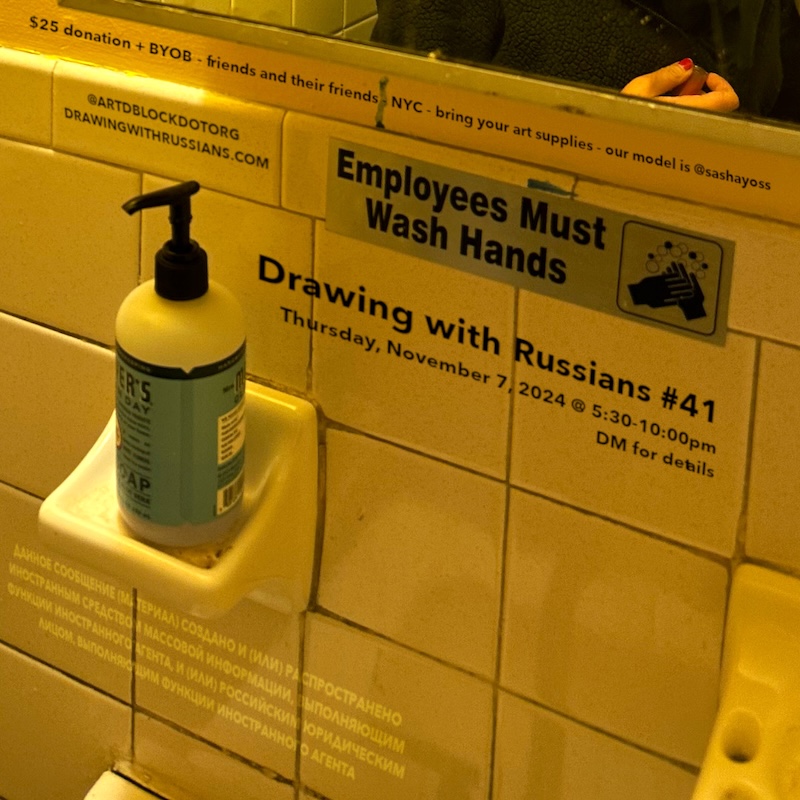 $25 donation + BYOB - friends and their friends, NYC - bring your art supplies - our model is @sashayoss
@ARTDBLOCKDOTORG
DRAWINGWITHRUSSIANS.COM
Employees Must
Wash Hands
Drawing with Russians #41
Thursday, November 7, 2024 @ 5:30-10:00pm
DM for details
ER'S
DAY
OAP
ДАННОЕ СООБЩЕНИЕ (МАТЕРИАЛ) СОЗДАНО И (ИЛИ) РАСПРОСТРАНЕНО
ИНОСТРАННЫМ СРЕДСТВОМ МАССОВОЙ ИНФОРМАЦИИ, ВЫПОЛНЯЮЩИМ
ФУНКЦИИ ИНОСТРАННОГО АГЕНТА, И (ИЛИ) РОССИЙСКИМ ЮРИДИЧЕСКИМ
ЛИЦОМ, ВЫПОЛНЯЮЩИМ ФУНКЦИИ ИНОСТРАННОГО АГЕНТА